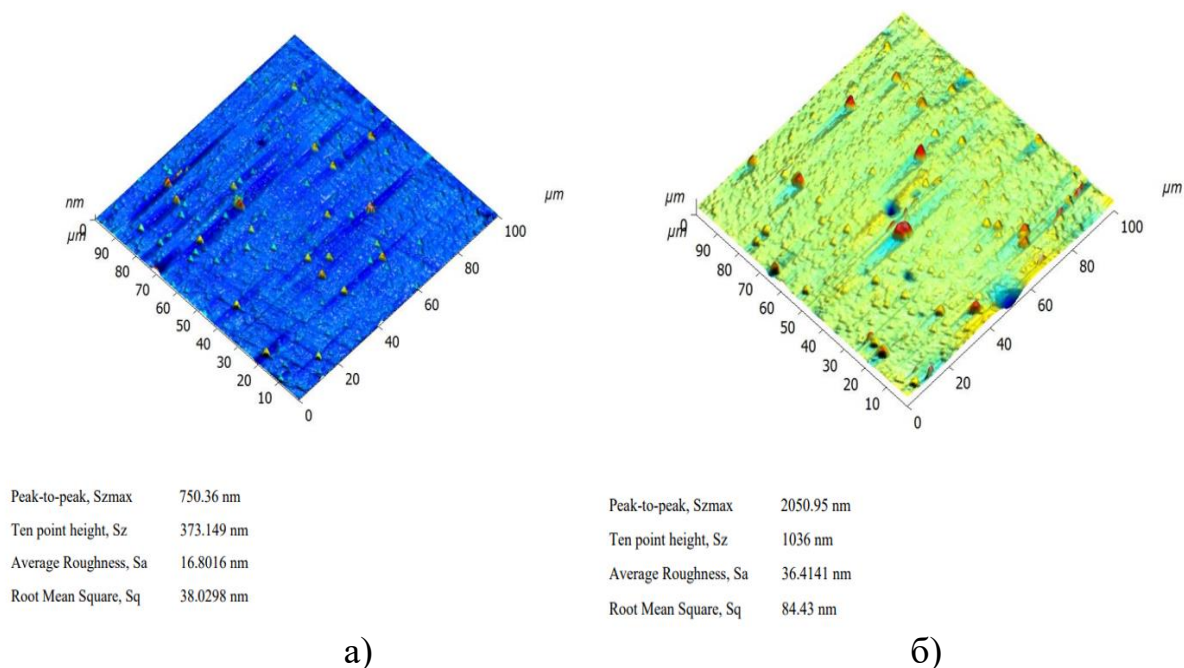 nm
0
µm
90
80
70
60
50
40
30
20
10
0
20
40
60
80
100
µm
Peak-to-peak, Szmax 750.36 nm
Ten point height, Sz 373.149 nm
Average Roughness, Sa 16.8016 nm
Root Mean Square, Sq 38.0298 nm
а)
µm
0
µm
90
80
70
60
50
40
30
20
10
0
20
40
60
80
100
µm
Peak-to-peak, Szmax 2050.95 nm
Ten point height, Sz 1036 nm
Average Roughness, Sa 36.4141 nm
Root Mean Square, Sq 84.43 nm
б)